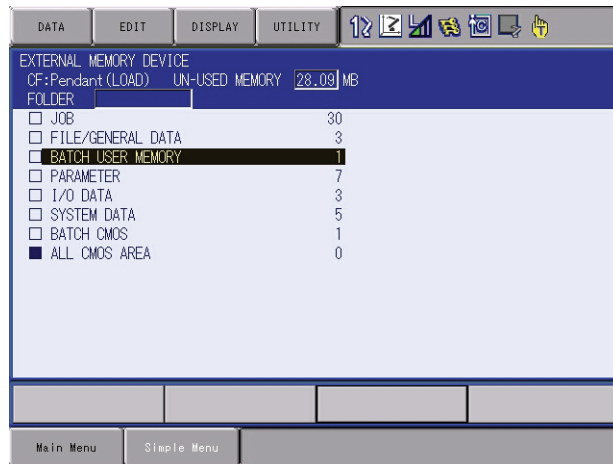 DATA EDIT DISPLAY UTILITY
EXTERNAL MEMORY DEVICE
CF:Pendant(LOAD) UN-USED MEMORY 28.09 MB
FOLDER
JOB 30
FILE/GENERAL DATA 3
BATCH USER MEMORY 1
PARAMETER 7
I/O DATA 3
SYSTEM DATA 5
BATCH CMOS 1
ALL CMOS AREA 0
Main Menu Simple Menu